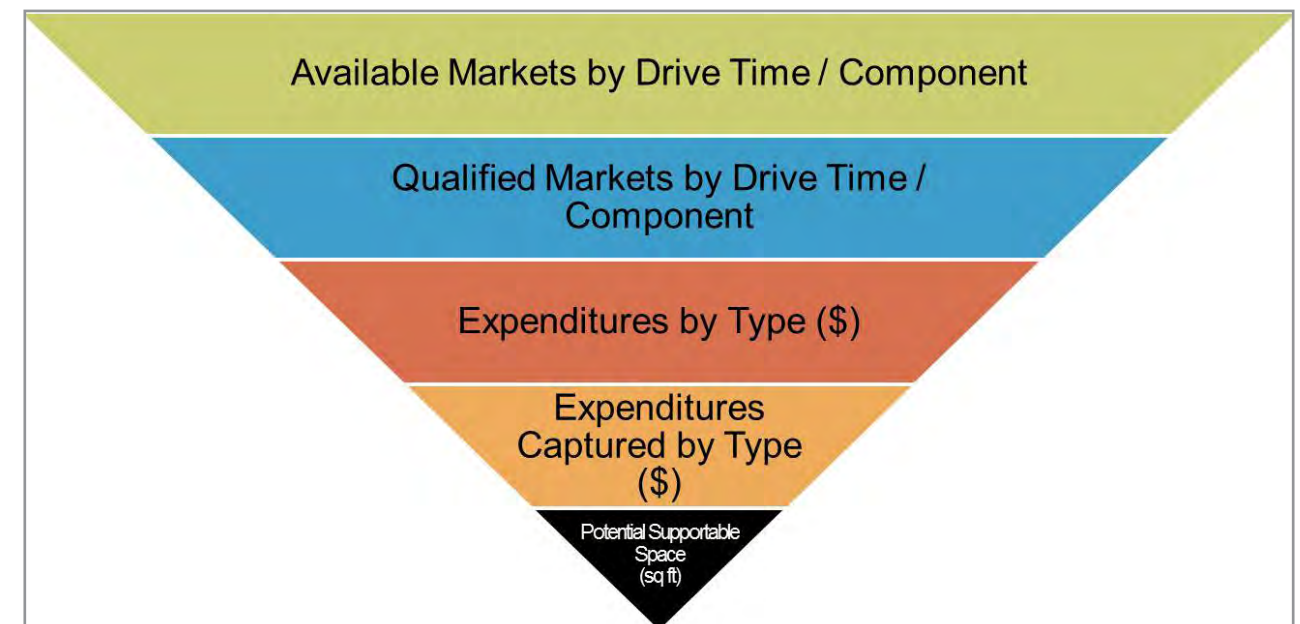 Available Markets by Drive Time / Component
Qualified Markets by Drive Time /
Component
Expenditures by Type ($)
Expenditures
Captured by Type
($)
Potential Supportable
Space
(sq ft)